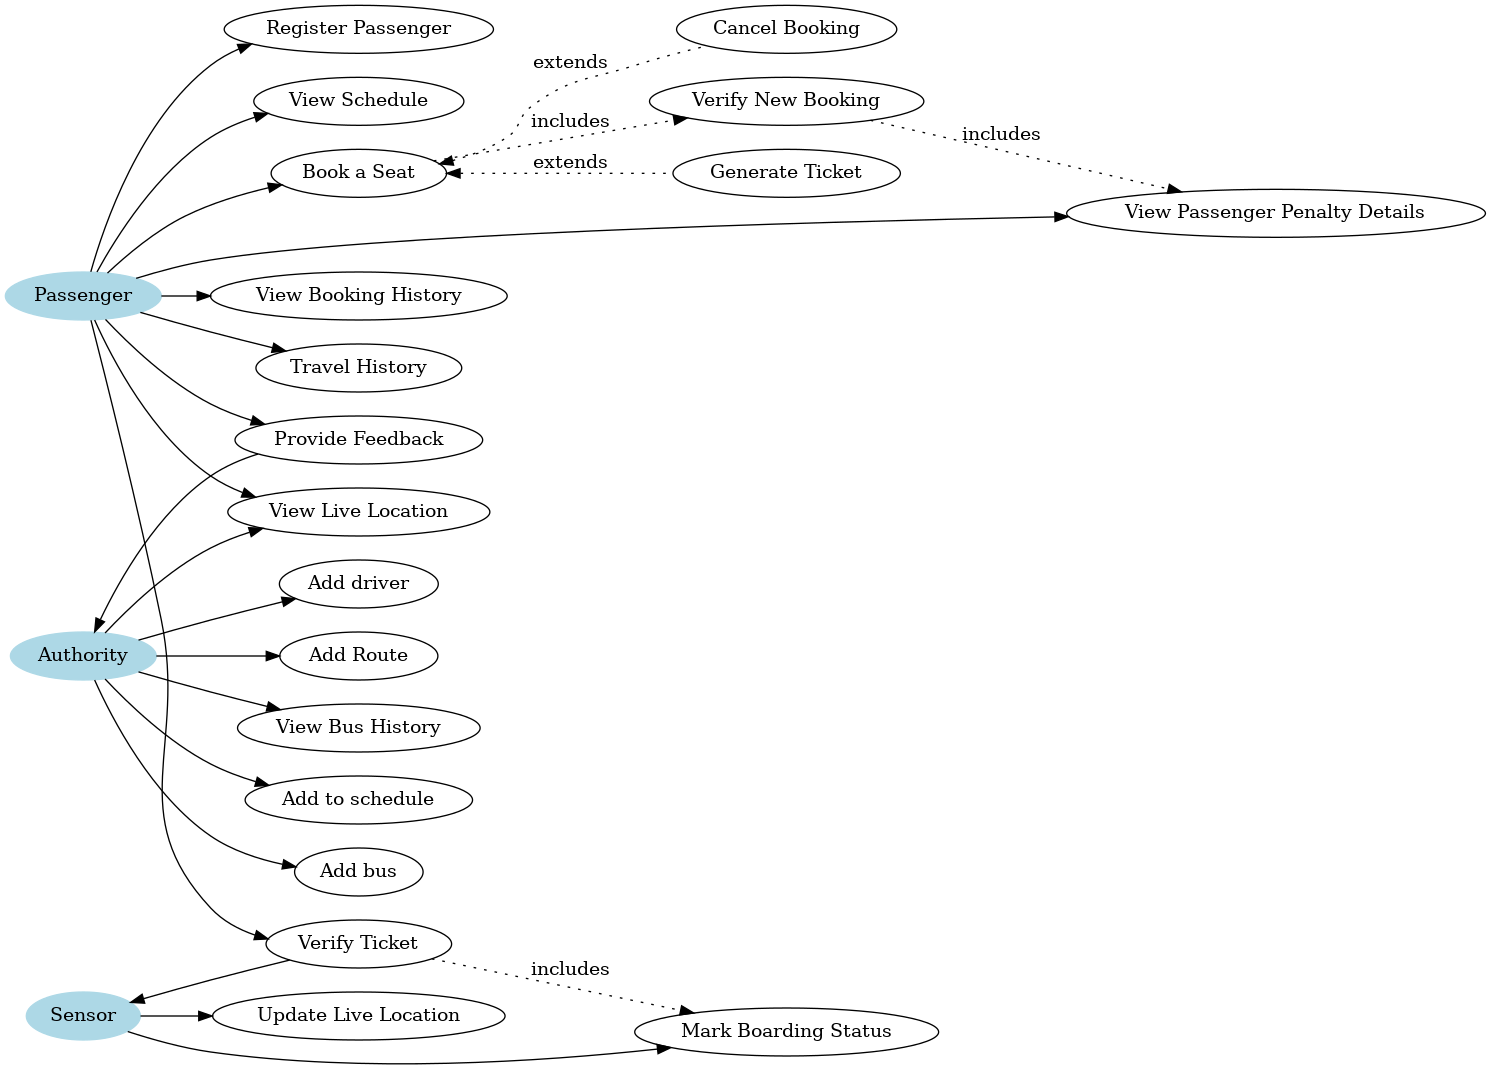 Register Passenger
Cancel Booking
extends
View Schedule
Verify New Booking
includes
includes
Book a Seat
extends
Generate Ticket
View Passenger Penalty Details
Passenger
View Booking History
Travel History
Provide Feedback
View Live Location
Add driver
Authority
Add Route
View Bus History
Add to schedule
Add bus
Verify Ticket
includes
Sensor
Update Live Location
Mark Boarding Status